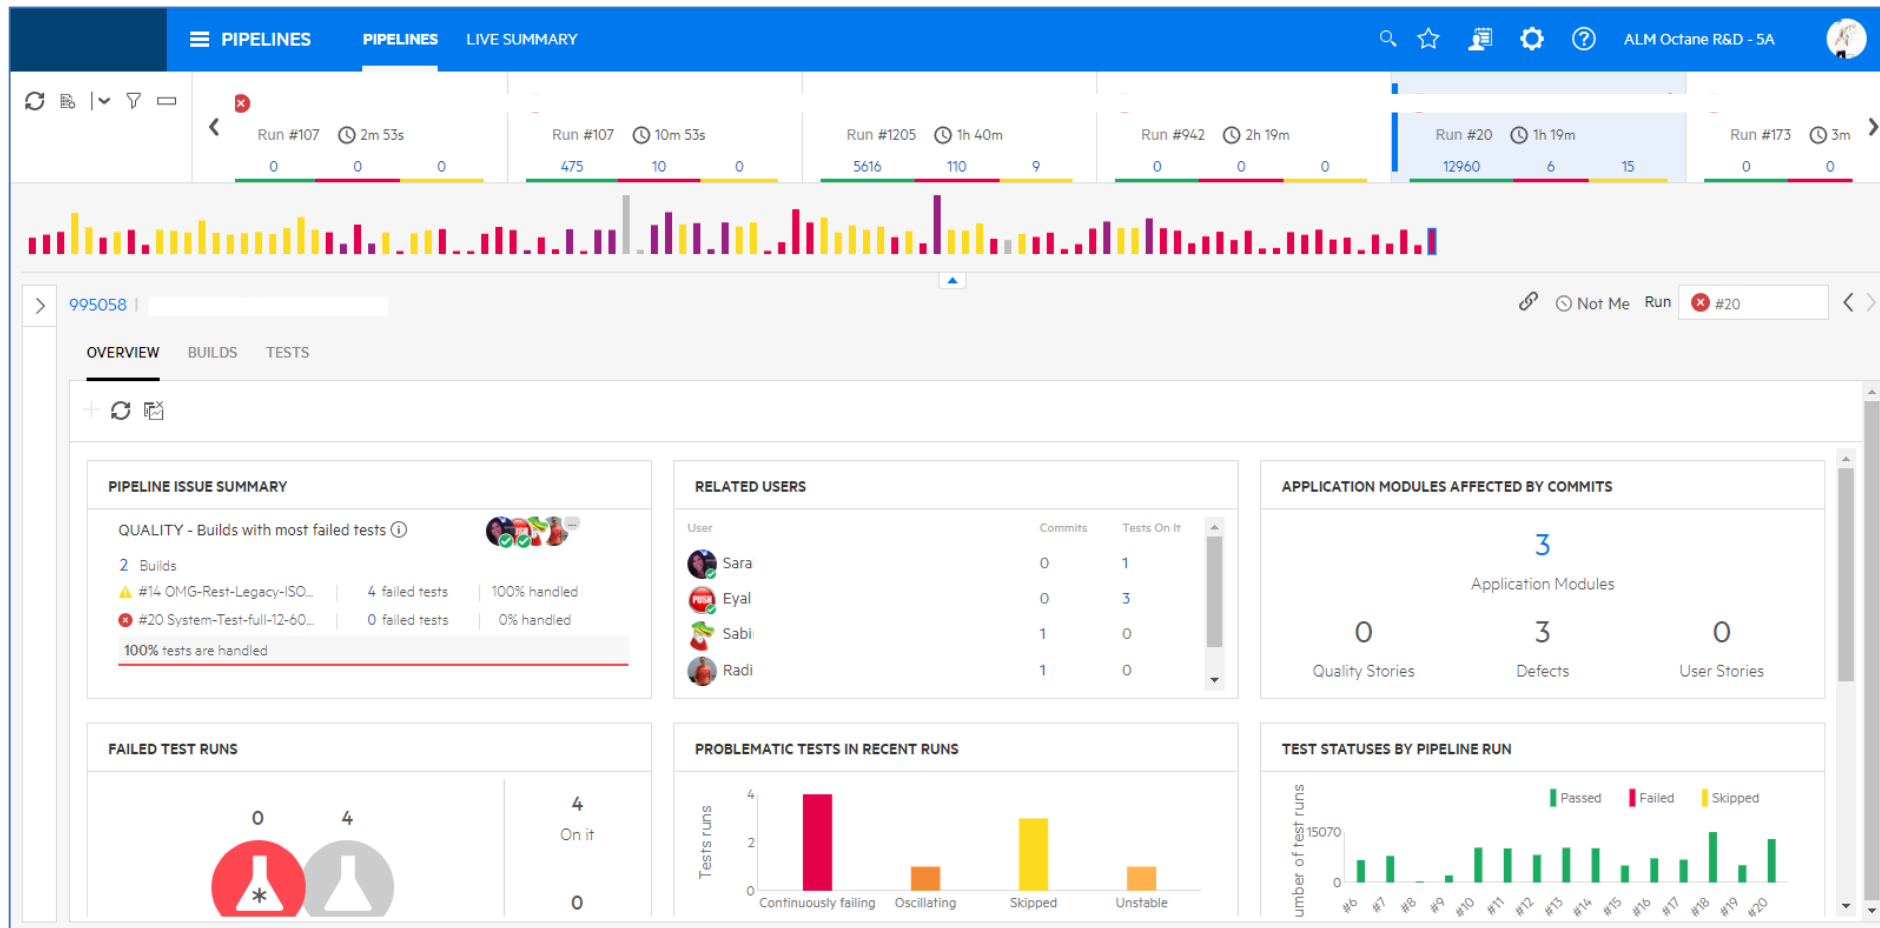 PIPELINES PIPELINES LIVE SUMMARY ALM Octane R&D - 5A
Run #107 2m 53s Run #107 10m 53s Run #1205 1h 40m Run #942 2h 19m Run #20 1h 19m Run #173 3m
0 0 0 475 10 0 5616 110 9 0 0 0 12960 6 15 0 0
995058 | Not Me Run #20
OVERVIEW BUILDS TESTS
PIPELINE ISSUE SUMMARY
QUALITY - Builds with most failed tests
2 Builds
#14 OMG-Rest-Legacy-ISO... 4 failed tests 100% handled
#20 System-Test-full-12-60... 0 failed tests 0% handled
100% tests are handled
RELATED USERS
User Commits Tests On It
Sara 0 1
PUSH Eyal 0 3
Sabi 1 0
Radi 1 0
APPLICATION MODULES AFFECTED BY COMMITS
3
Application Modules
0 3 0
Quality Stories Defects User Stories
FAILED TEST RUNS
0 4
4
On it
0
PROBLEMATIC TESTS IN RECENT RUNS
Tests runs
4
2
0
Continuously failing Oscillating Skipped Unstable
TEST STATUSES BY PIPELINE RUN
Passed Failed Skipped
umber of test runs
15070
0
#6 #7 #8 #9 #10 #11 #12 #13 #14 #15 #16 #17 #18 #19 #20